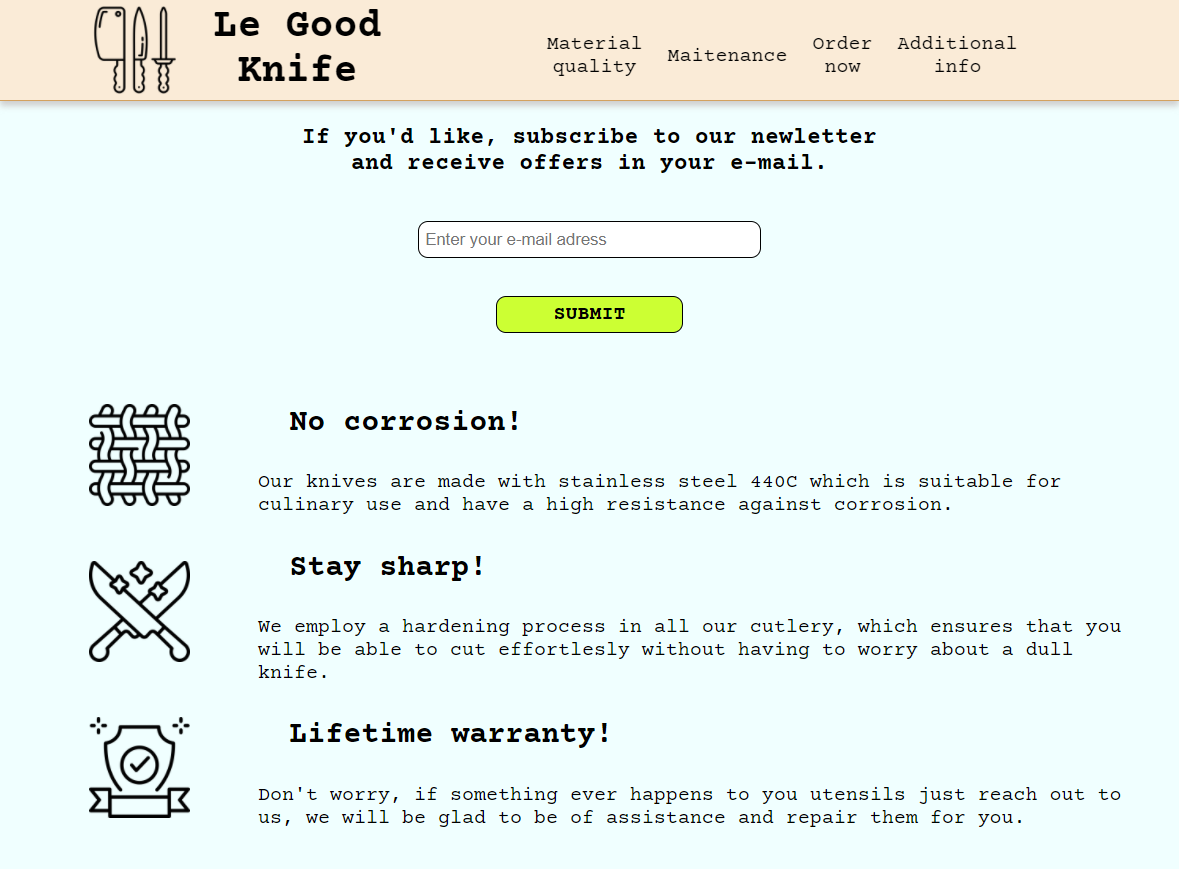 Le Good
Knife
Material
quality
Maitenance
Order
now
Additional
info
If you'd like, subscribe to our newletter
and receive offers in your e-mail.
Enter your e-mail adress
SUBMIT
No corrosion!
Our knives are made with stainless steel 440C which is suitable for
culinary use and have a high resistance against corrosion.
Stay sharp!
We employ a hardening process in all our cutlery, which ensures that you
will be able to cut effortlesly without having to worry about a dull
knife.
Lifetime warranty!
Don't worry, if something ever happens to you utensils just reach out to
us, we will be glad to be of assistance and repair them for you.